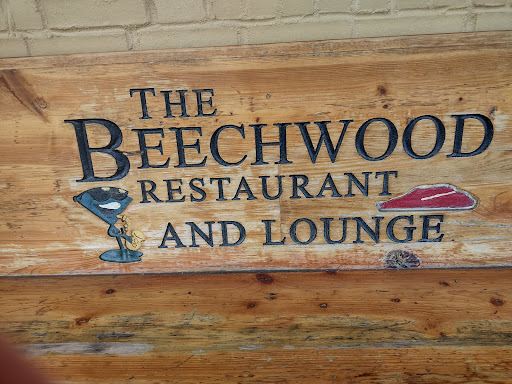 THE
BEECHWOOD
RESTAURANT
AND LOUNGE